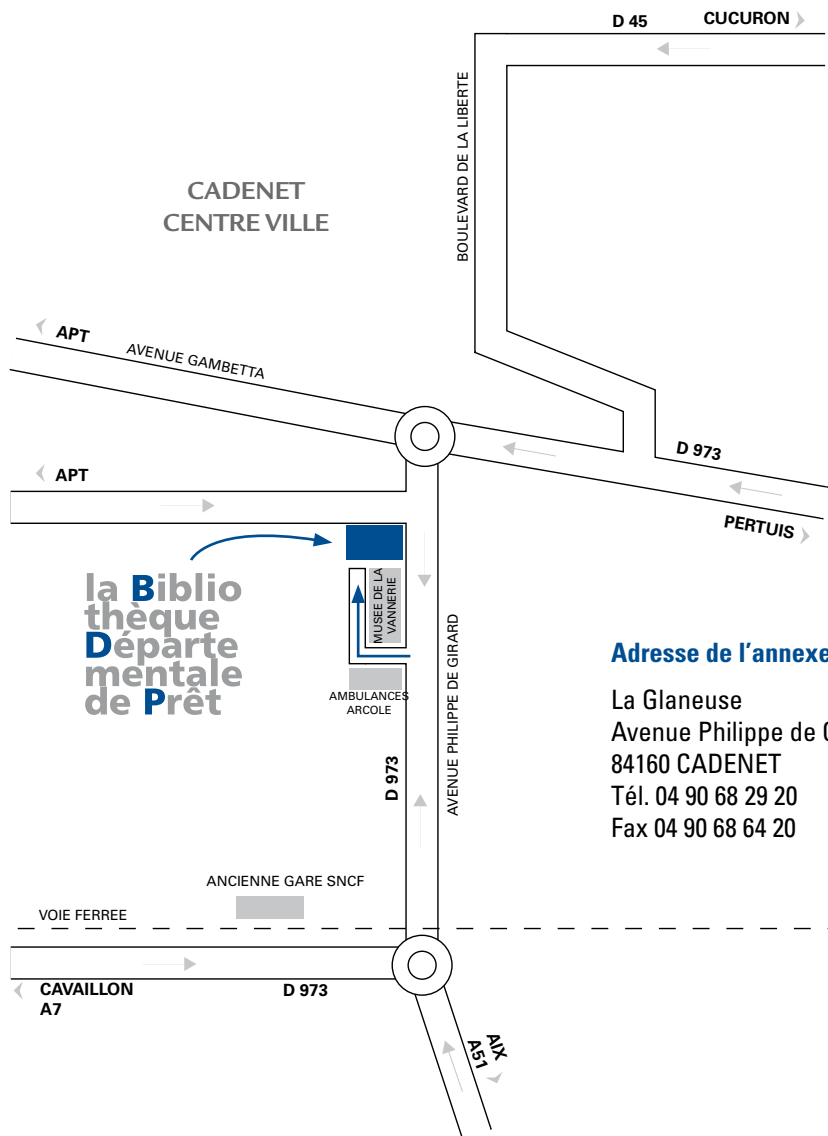 D 45
CUCURON
BOULEVARD DE LA LIBERTE
CADENET
CENTRE VILLE
APT
AVENUE GAMBETTA
D 973
PERTUIS
APT
la Biblio
thèque
Départe
mentale
de Prêt
MUSEE DE LA
VANNERIE
AMBULANCES
ARCOLE
AVENUE PHILIPPE DE GIRARD
D 973
Adresse de l'annexe
La Glaneuse
Avenue Philippe de
84160 CADENET
Tél. 04 90 68 29 20
Fax 04 90 68 64 20
ANCIENNE GARE SNCF
VOIE FERREE
CAVAILLON
A7
D 973
AIX
A51